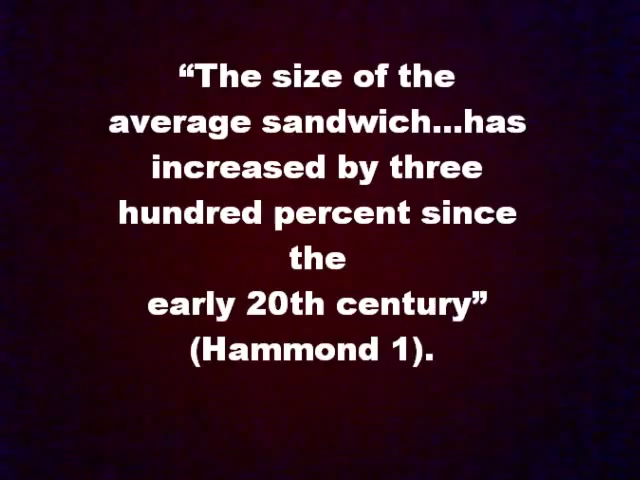 “The size of the
average sandwich...has
increased by three
hundred percent since
the
early 20th century”
(Hammond 1).